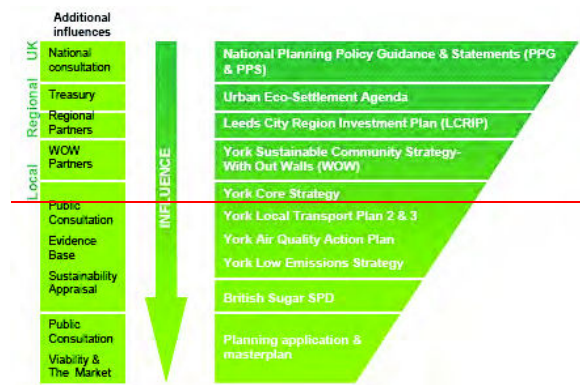 Additional
influences
UK
National
consultation
Regional
Treasury
Regional
Partners
Local
WOW
Partners
Public
Consultation
Evidence
Base
Sustainability
Appraisal
Public
Consultation
Viability &
The Market
INFLUENCE
National Planning Policy Guidance & Statements (PPG
& PPS)
Urban Eco-Settlement Agenda
Leeds City Region Investment Plan (LCRIP)
York Sustainable Community Strategy-
With Out Walls (WOW)
York Core Strategy
York Local Transport Plan 2 & 3
York Air Quality Action Plan
York Low Emissions Strategy
British Sugar SPD
Planning application &
masterplan